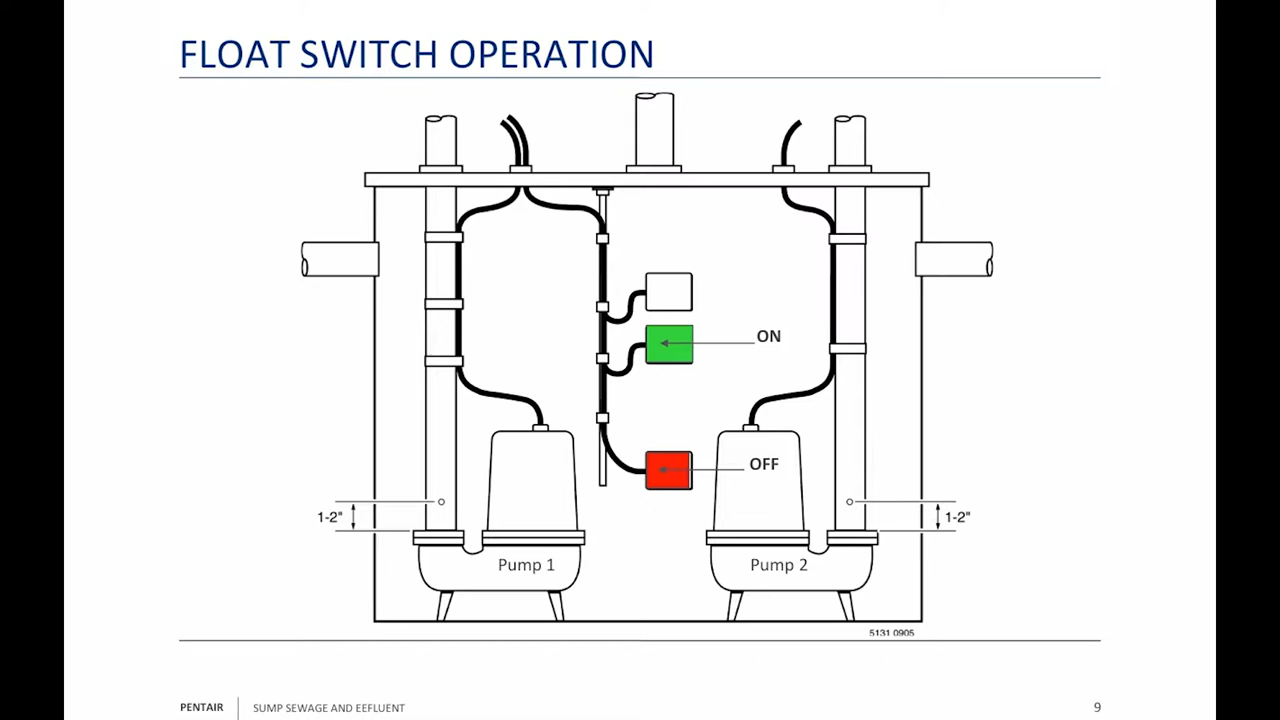 FLOAT SWITCH OPERATION
ON
OFF
1-2"
1-2"
Pump 1
Pump 2
5131 0905
PENTAIR
SUMP SEWAGE AND EEFLUENT
9